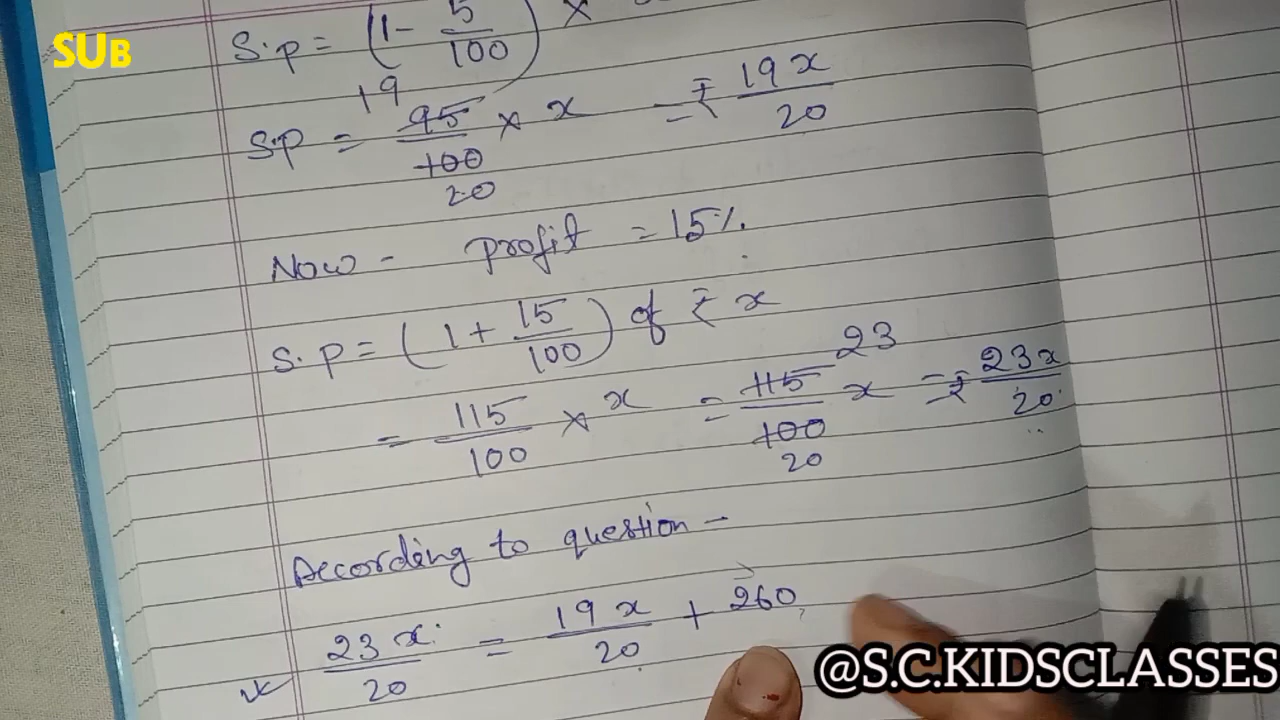 SUB
S.p = (1 - 5/100) ×
19
S.p = 95/100 × x = ₹ 19x/20
20
Now - profit = 15%.
S.p = (1 + 15/100) of ₹ x
23
= 115/100 × x = 115/100 x = ₹ 23x/20
20
According to question -
23x/20 = 19x/20 + 260
@S.C.KIDSCLASSES